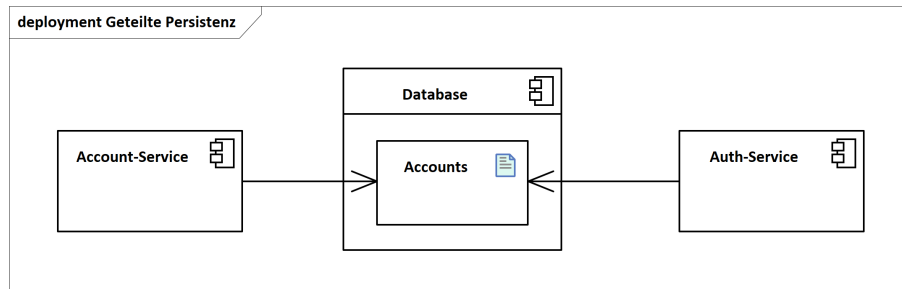 deployment Geteilte Persistenz
Database
Account-Service
Accounts
Auth-Service